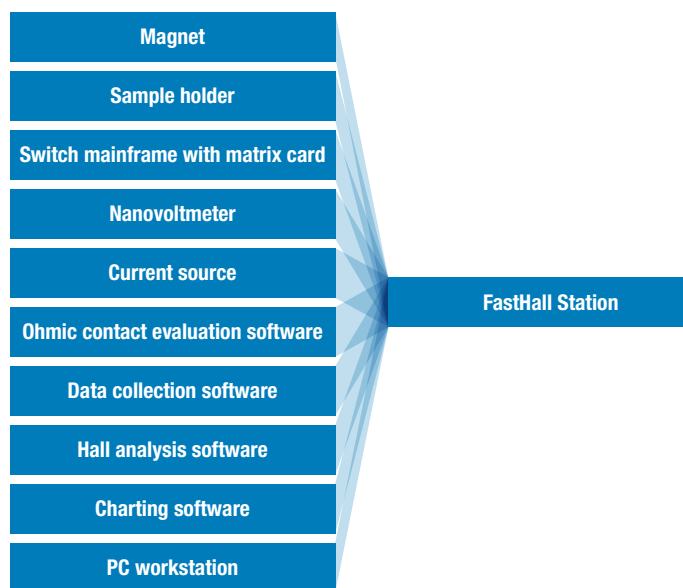 Magnet
Sample holder
Switch mainframe with matrix card
Nanovoltmeter
Current source
FastHall Station
Ohmic contact evaluation software
Data collection software
Hall analysis software
Charting software
PC workstation